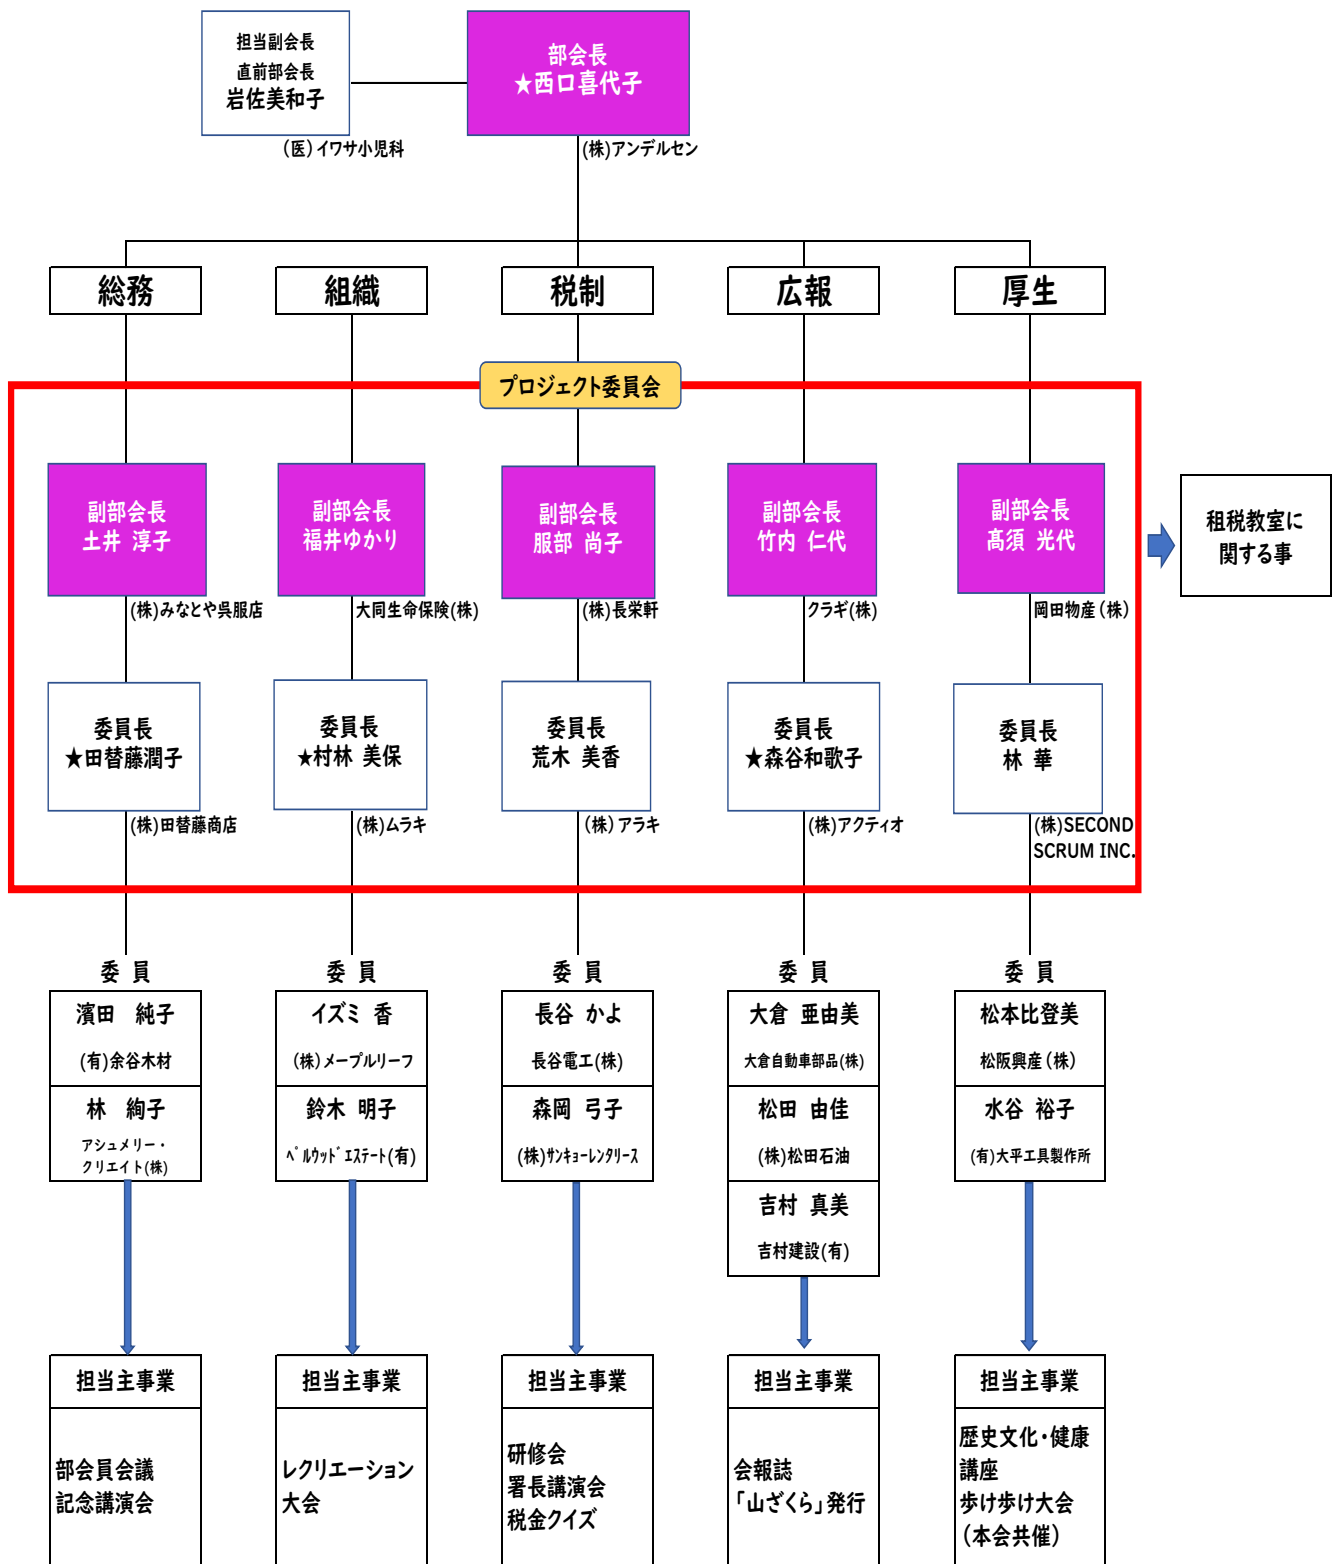 担当副会長
直前部会長
岩佐美和子
（医）イワサ小児科
部会長
★西口喜代子
(株)アンデルセン
総務
組織
税制
広報
厚生
プロジェクト委員会
副部会長
土井 淳子
(株)みなとや呉服店
副部会長
福井ゆかり
大同生命保険(株)
副部会長
服部 尚子
(株)長栄軒
副部会長
竹内 仁代
クラギ(株)
副部会長
髙須 光代
岡田物産（株）
租税教室に
関する事
委員長
★田替藤潤子
(株)田替藤商店
委員長
★村林 美保
(株)ムラキ
委員長
荒木 美香
（株）アラキ
委員長
★森谷和歌子
(株)アクティオ
委員長
林 華
(株)SECOND
SCRUM INC.
委 員
濱田　純子
(有)余谷木材
林　絢子
アシュメリー・
クリエイト(株)
委 員
イズミ 香
(株)メープルリーフ
鈴木 明子
ﾍﾟﾙｳｯﾄﾞｴｽﾃｰﾄ(有)
委 員
長谷 かよ
長谷電工(株)
森岡 弓子
(株)ｻﾝｷｮｰﾚﾝﾀﾘｰｽ
委 員
大倉 亜由美
大倉自動車部品(株)
松田 由佳
(株)松田石油
吉村 真美
吉村建設(有)
委 員
松本比登美
松阪興産（株）
水谷 裕子
(有)大平工具製作所
担当主事業
部会員会議
記念講演会
担当主事業
レクリエーション
大会
担当主事業
研修会
署長講演会
税金クイズ
担当主事業
会報誌
「山ざくら」発行
担当主事業
歴史文化・健康
講座
歩け歩け大会
（本会共催）